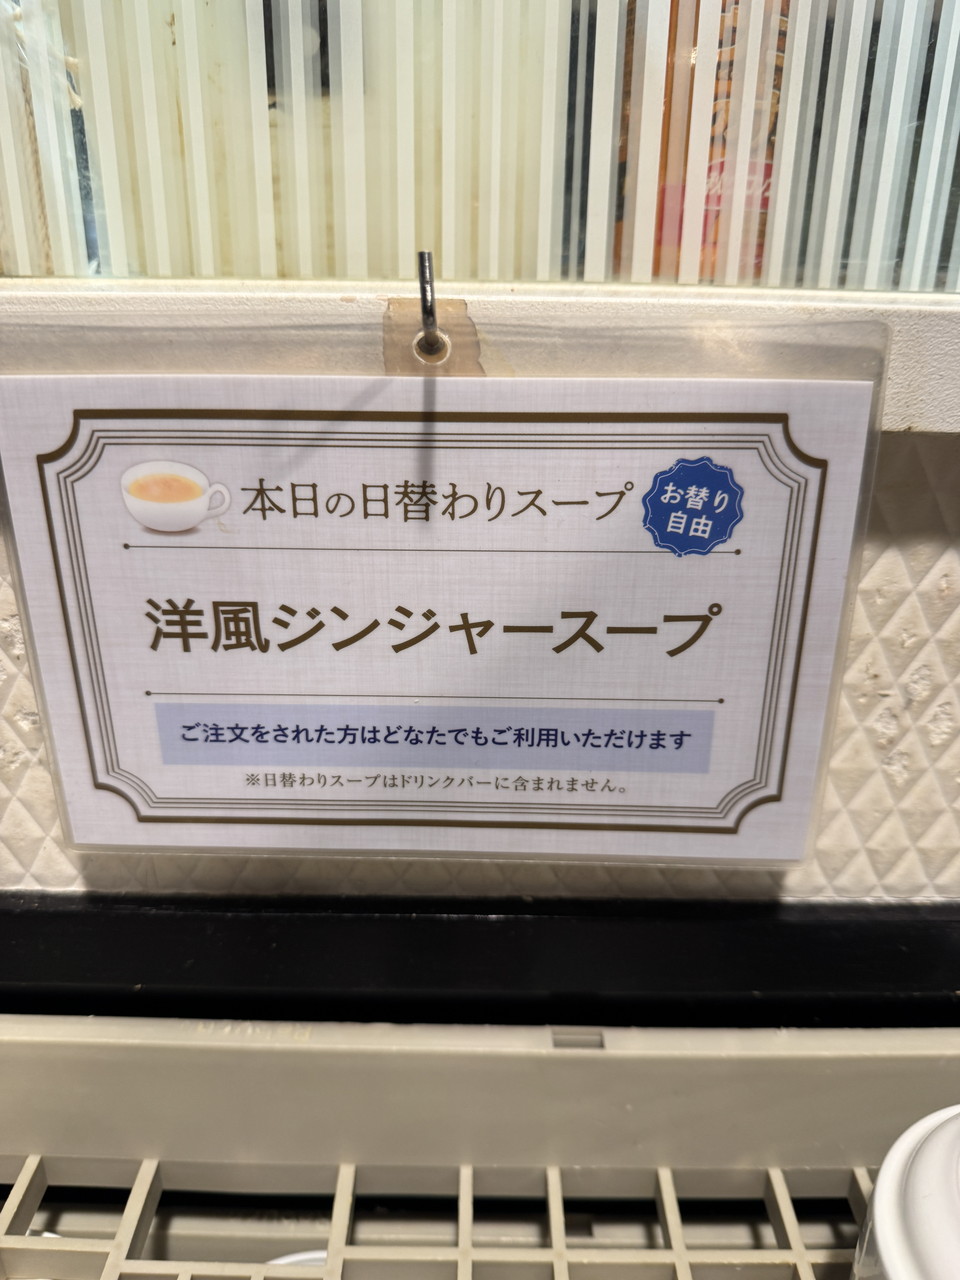 本日の日替わりスープ
お替り
自由
洋風ジンジャースープ
ご注文をされた方はどなたでもご利用いただけます
※日替わりスープはドリンクバーに含まれません。